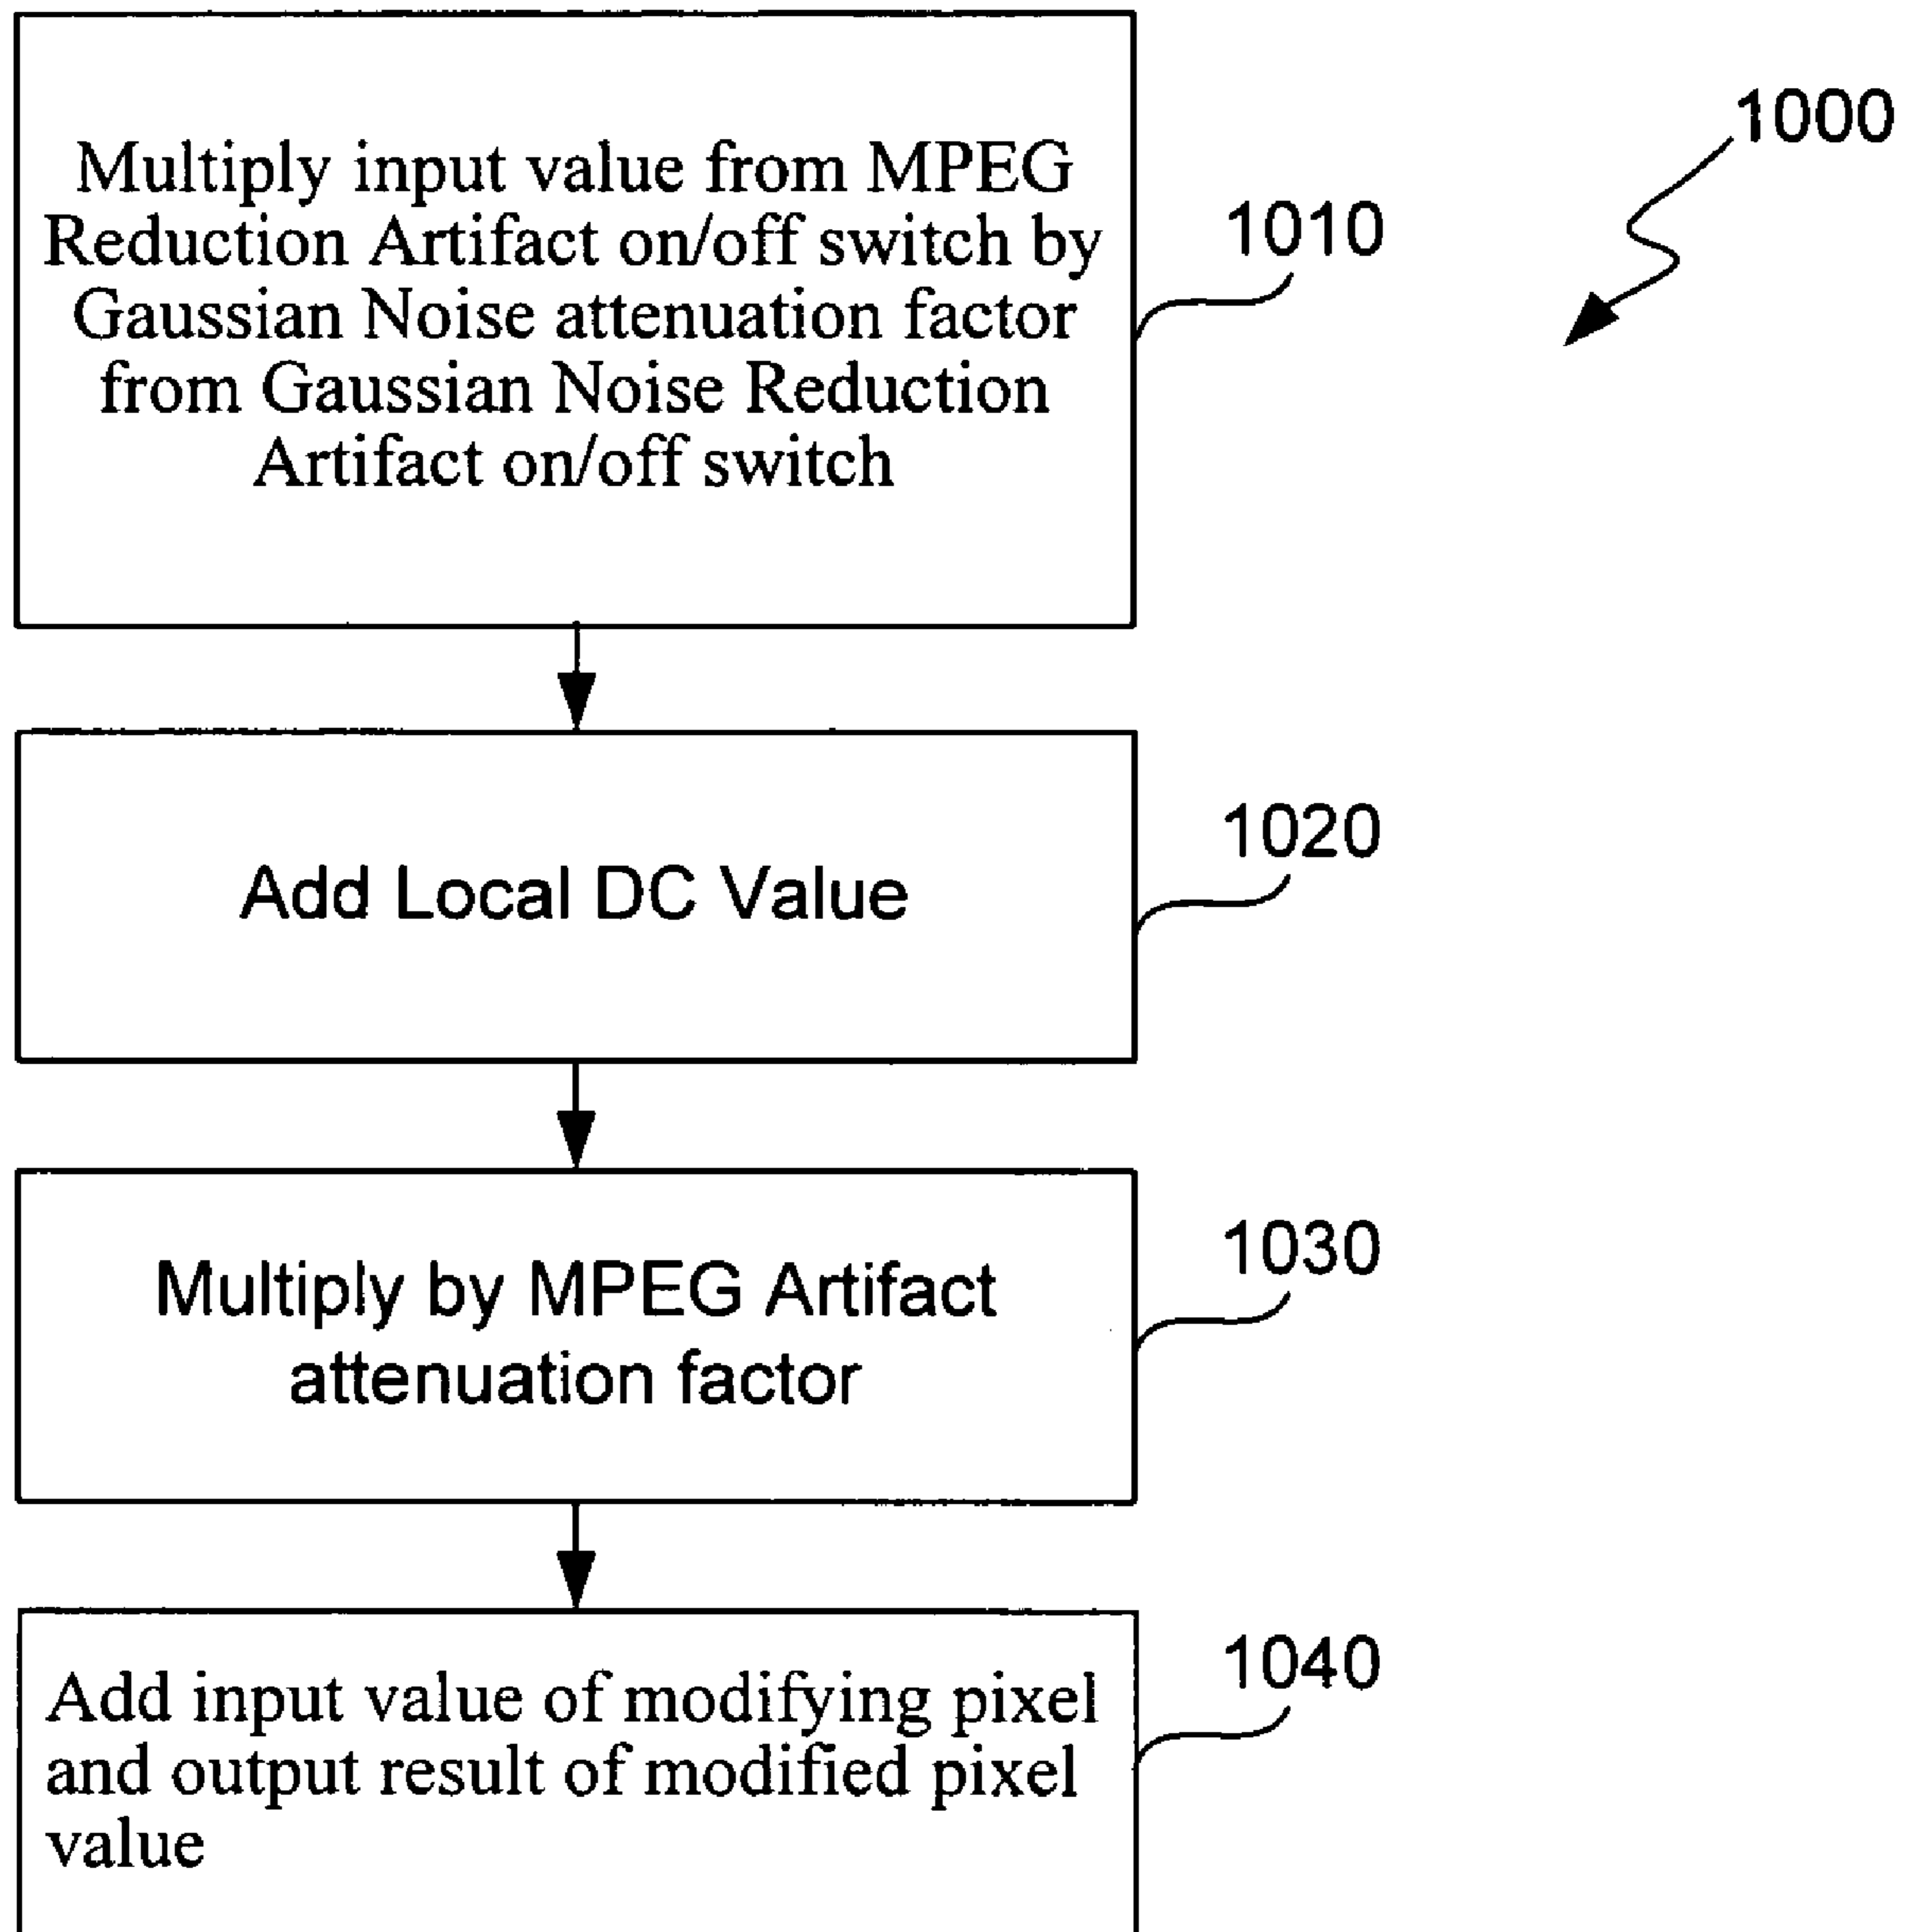 1000
Multiply input value from MPEG
Reduction Artifact on/off switch by
Gaussian Noise attenuation factor
from Gaussian Noise Reduction
Artifact on/off switch
1010
Add Local DC Value
1020
Multiply by MPEG Artifact
attenuation factor
1030
Add input value of modifying pixel
and output result of modified pixel
value
1040